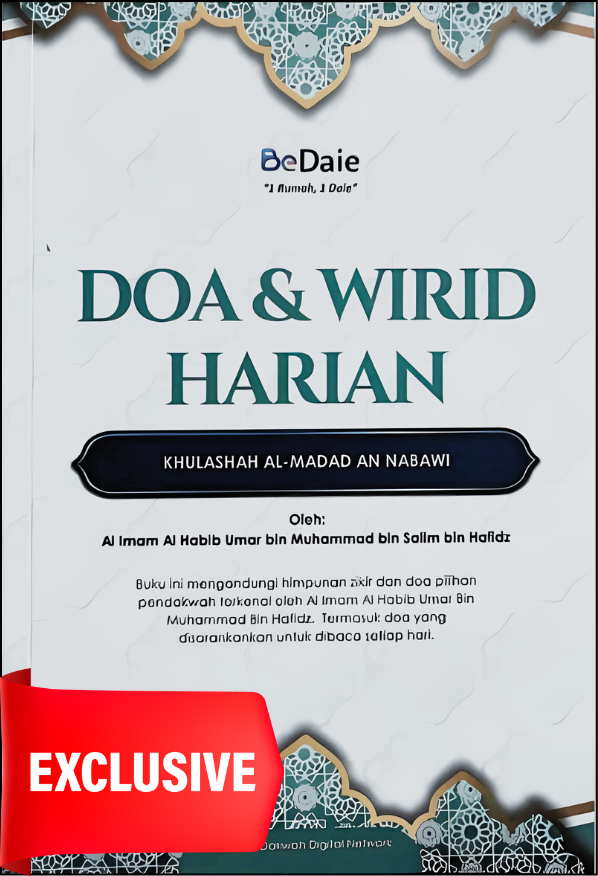 BeDaie
"1 Rumah, 1 Daie"
DOA & WIRID
HARIAN
KHULASHAH AL-MADAD AN NABAWI
Oleh:
Al Imam Al Habib Umar bin Muhammad bin Salim bin Hafidz
Buku ini mengandungi himpunan zikir dan doa pilihan
pendakwah terkenal oleh Al Imam Al Habib Umar Bin
Muhammad Bin Hafidz. Termasuk doa yang
disarankankan untuk dibaca setiap hari.
EXCLUSIVE
Digital Network